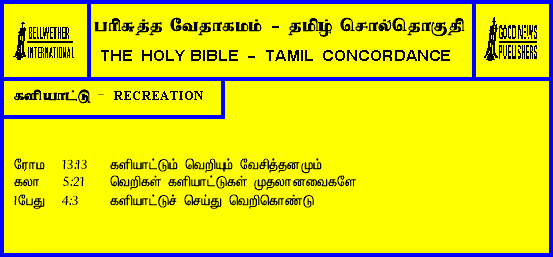 BELLWETHER
INTERNATIONAL
பரிசுத்த வேதாகமம் - தமிழ் சொல்தொகுதி
THE HOLY BIBLE - TAMIL CONCORDANCE
GOOD NEWS
PUBLISHERS
களியாட்டு - RECREATION
ரோம 13:13 களியாட்டும் வெறியும் வேசித்தனமும்
கலா 5:21 வெறிகள் களியாட்டுகள் முதலானவைகளே
1பேது 4:3 களியாட்டுச் செய்து வெறிகொண்டு